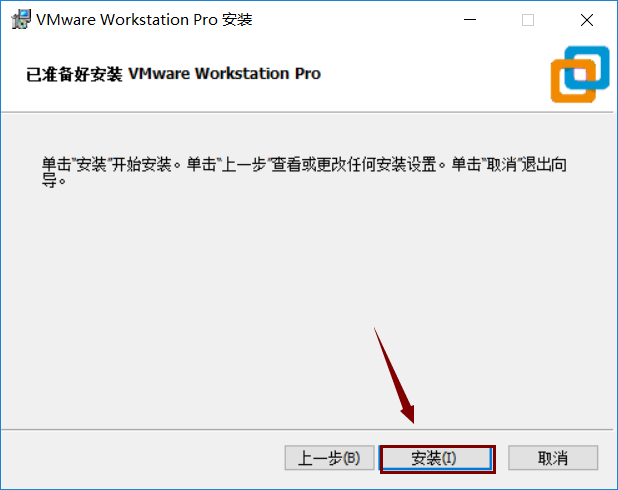 VMware Workstation Pro 安装
已准备好安装 VMware Workstation Pro
单击“安装”开始安装。单击“上一步”查看或更改任何安装设置。单击“取消”退出向
导。
上一步(B) 安装(I) 取消